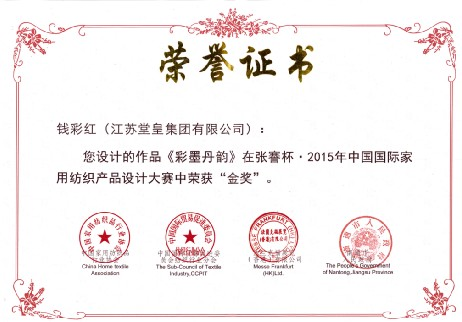 荣誉证书
钱彩红（江苏堂皇集团有限公司）：
您设计的作品《彩墨丹韵》在张謇杯·2015年中国国际家
用纺织产品设计大赛中荣获“金奖”。
China Home textile
Association
The Sub-Council of Textile
Industry,CCPIT
Messe Frankfurt
(HK)Ltd.
The People's Government
of Nantong,Jiangsu Province